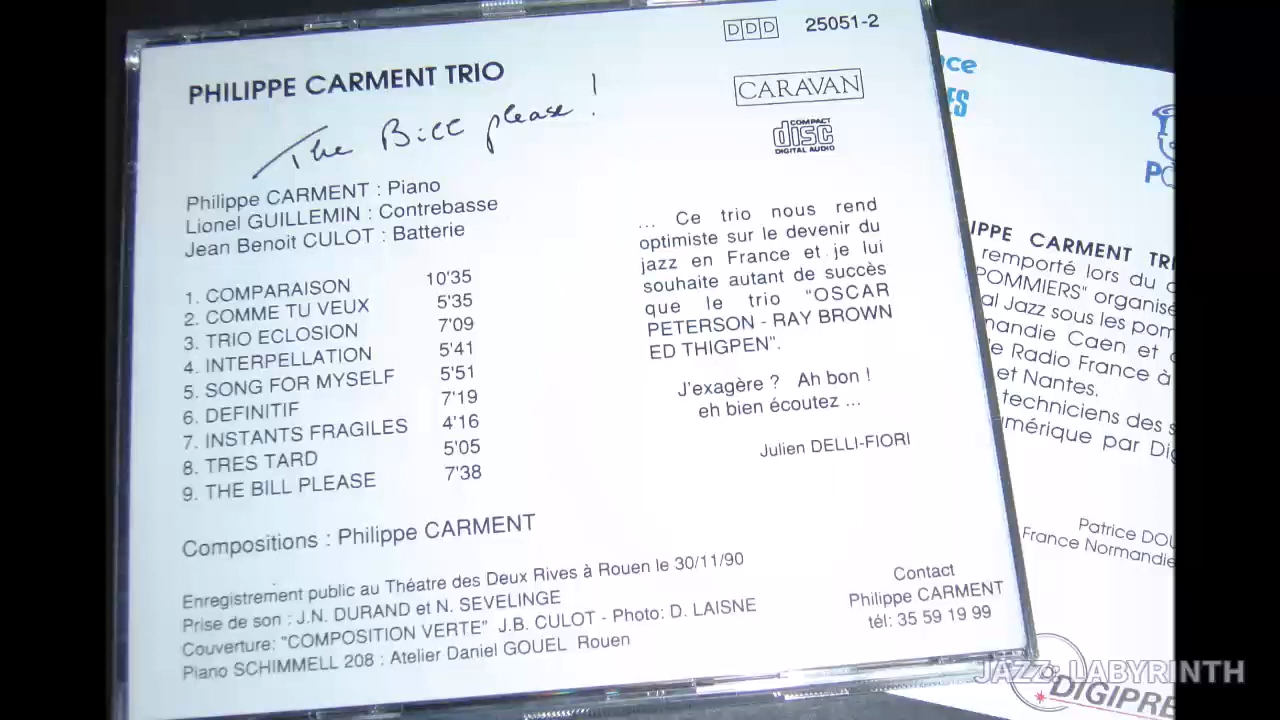 DDD 25051-2
PHILIPPE CARMENT TRIO
CARAVAN
The Bill please !
COMPACT
disc
DIGITAL AUDIO
Philippe CARMENT : Piano
Lionel GUILLEMIN : Contrebasse
Jean Benoit CULOT : Batterie
1. COMPARAISON 10'35
2. COMME TU VEUX 5'35
3. TRIO ECLOSION 7'09
4. INTERPELLATION 5'41
5. SONG FOR MYSELF 5'51
6. DEFINITIF 7'19
7. INSTANTS FRAGILES 4'16
8. TRES TARD 5'05
9. THE BILL PLEASE 7'38
... Ce trio nous rend
optimiste sur le devenir du
jazz en France et je lui
souhaite autant de succès
que le trio "OSCAR
PETERSON - RAY BROWN
ED THIGPEN".
J'exagère ? Ah bon !
eh bien écoutez ...
Julien DELLI-FIORI
Compositions : Philippe CARMENT
Enregistrement public au Théatre des Deux Rives à Rouen le 30/11/90
Prise de son : J.N. DURAND et N. SEVELINGE
Couverture: "COMPOSITION VERTE" J.B. CULOT - Photo: D. LAISNE
Piano SCHIMMELL 208 : Atelier Daniel GOUEL Rouen
Contact
Philippe CARMENT
tél: 35 59 19 99
IPPE CARMENT TR
remporté lors du
POMMIERS" organisé
al Jazz sous les pom
mandie Caen et
e Radio France à
et Nantes.
techniciens des
umérique par Dig
Patrice DOU
France Normandie
DIGIPRE
JAZZ LABYRINTH